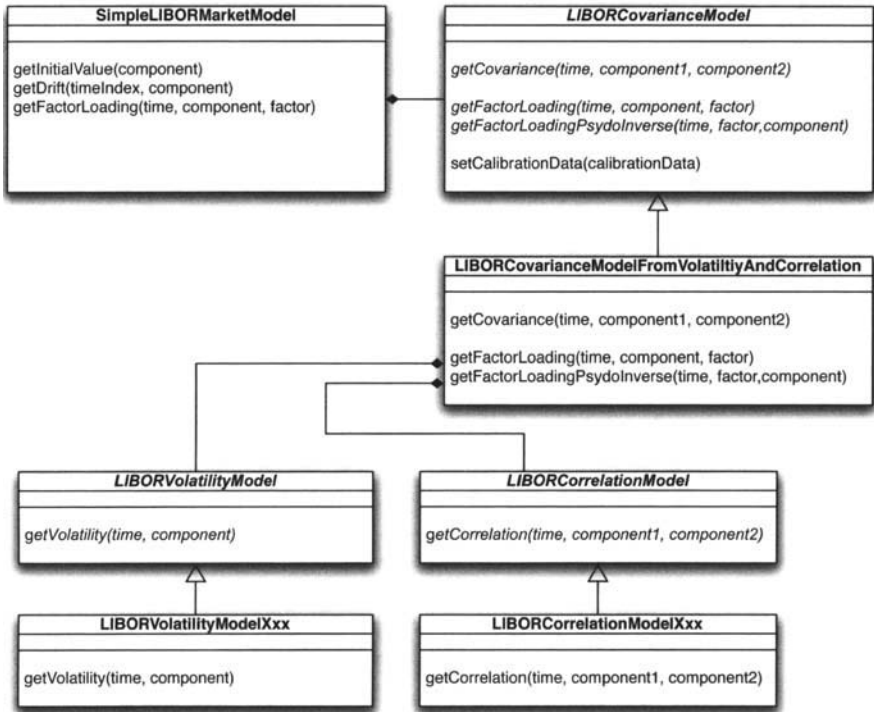 SimpleLIBORMarketModel
getInitialValue(component)
getDrift(timeIndex, component)
getFactorLoading(time, component, factor)
LIBORCovarianceModel
getCovariance(time, component1, component2)
getFactorLoading(time, component, factor)
getFactorLoadingPsydoInverse(time, factor,component)
setCalibrationData(calibrationData)
LIBORCovarianceModelFromVolatiltiyAndCorrelation
getCovariance(time, component1, component2)
getFactorLoading(time, component, factor)
getFactorLoadingPsydoInverse(time, factor,component)
LIBORVolatilityModel
getVolatility(time, component)
LIBORCorrelationModel
getCorrelation(time, component1, component2)
LIBORVolatilityModelXxx
getVolatility(time, component)
LIBORCorrelationModelXxx
getCorrelation(time, component1, component2)